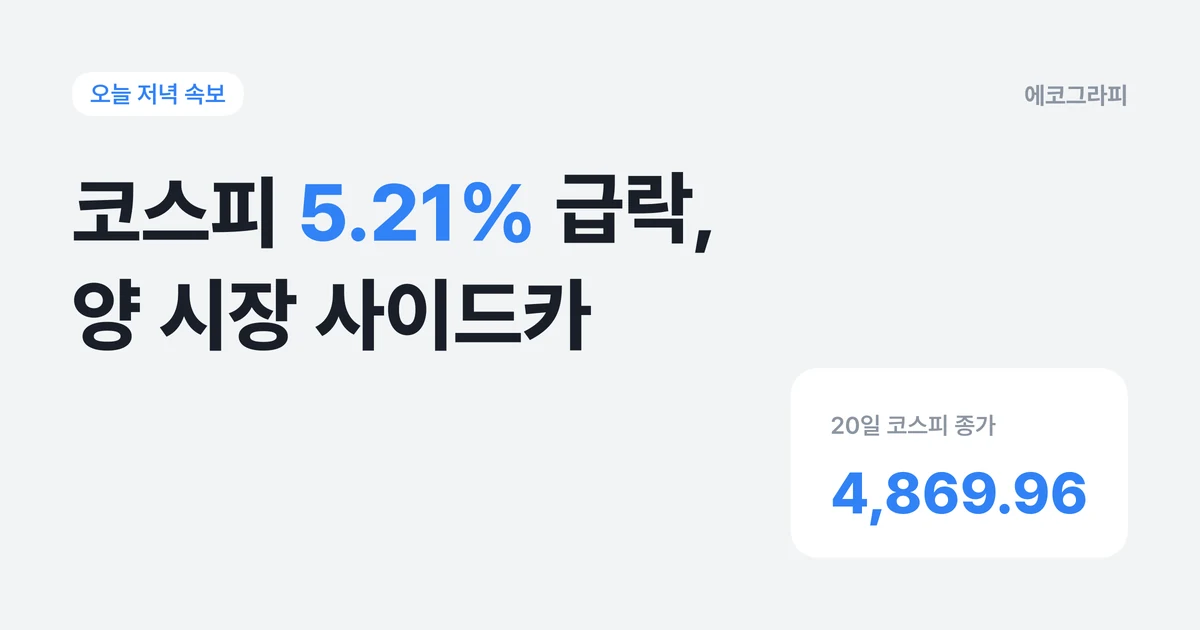 오늘 저녁 속보
에코그라피
코스피 5.21% 급락,
양 시장 사이드카
20일 코스피 종가
4,869.96